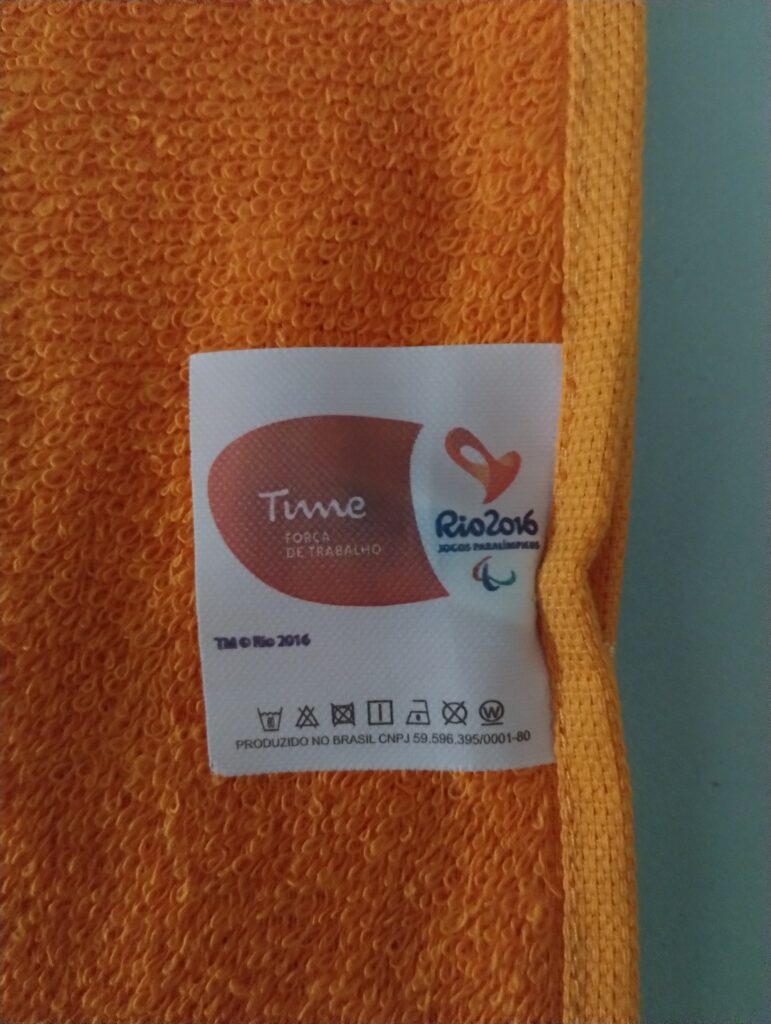 Time
FORÇA
DE TRABALHO
Rio2016
JOGOS PARALÍMPICOS
TM © Rio 2016
W
PRODUZIDO NO BRASIL CNPJ 59.596.395/0001-80